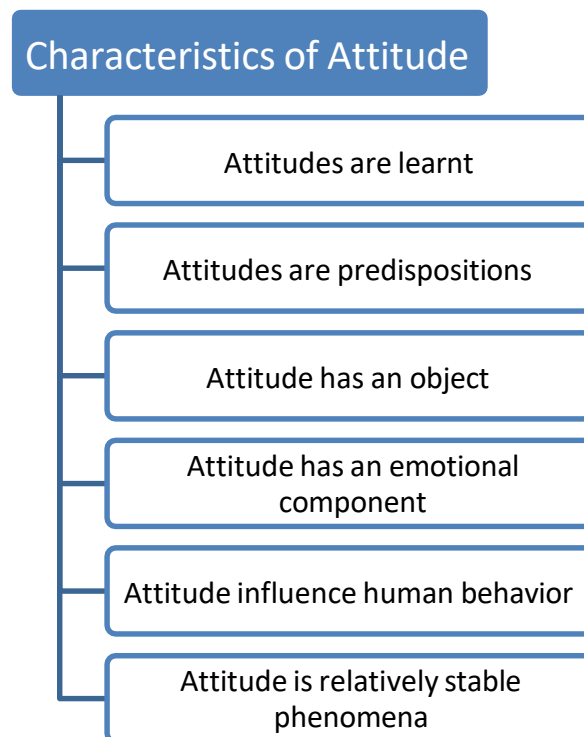 Characteristics of Attitude
Attitudes are learnt
Attitudes are predispositions
Attitude has an object
Attitude has an emotional
component
Attitude influence human behavior
Attitude is relatively stable
phenomena